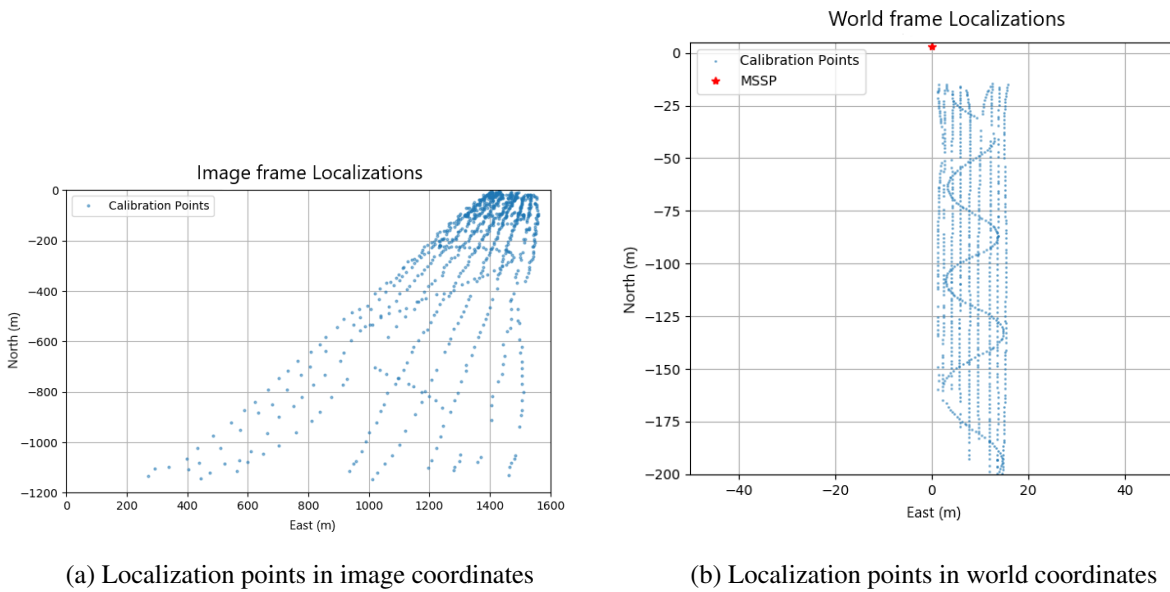 Image frame Localizations
Calibration Points
0
−200
−400
−600
−800
−1000
−1200
North (m)
0
200
400
600
800
1000
1200
1400
1600
East (m)
(a) Localization points in image coordinates
World frame Localizations
Calibration Points
MSSP
0
−25
−50
−75
−100
−125
−150
−175
−200
North (m)
−40
−20
0
20
40
East (m)
(b) Localization points in world coordinates